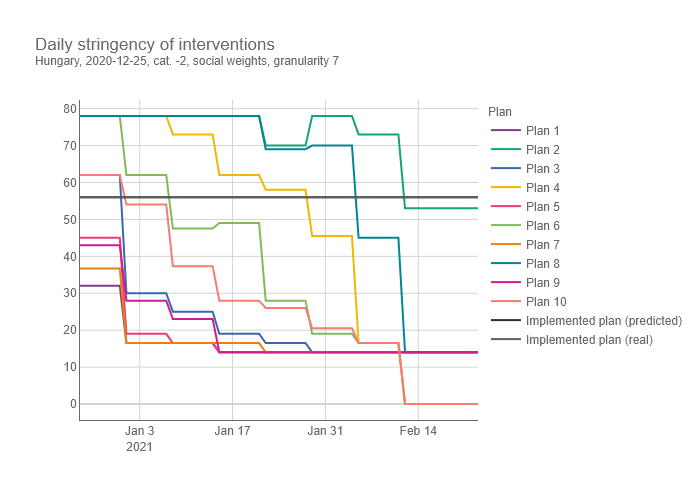 Daily stringency of interventions
Hungary, 2020-12-25, cat. -2, social weights, granularity 7
80
70
60
50
40
30
20
10
0
Jan 3
2021
Jan 17
Jan 31
Feb 14
Plan
Plan 1
Plan 2
Plan 3
Plan 4
Plan 5
Plan 6
Plan 7
Plan 8
Plan 9
Plan 10
Implemented plan (predicted)
Implemented plan (real)